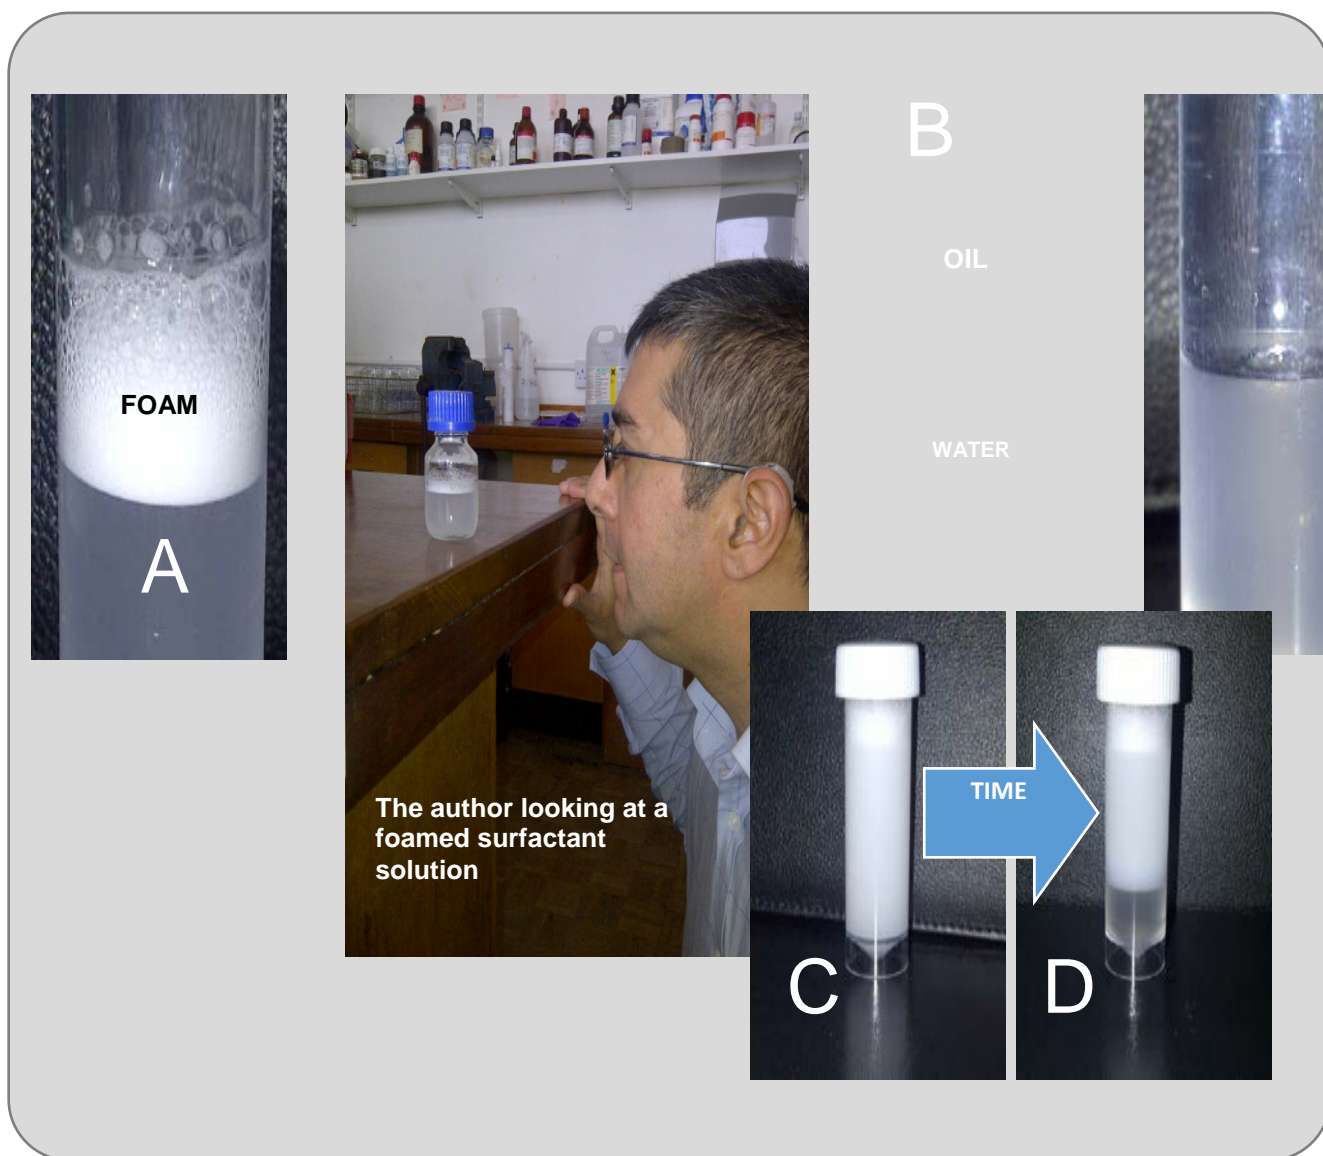 B
OIL
FOAM
WATER
A
TIME
The author looking at a
foamed surfactant
solution
C
D